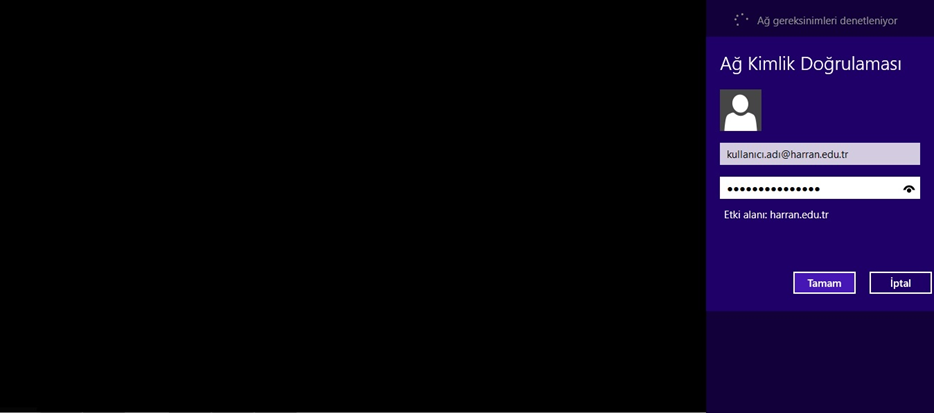 Ağ gereksinimleri denetleniyor
Ağ Kimlik Doğrulaması
kullanıcı.adı@harran.edu.tr
●●●●●●●●●●●●●●●
Etki alanı: harran.edu.tr
Tamam
İptal